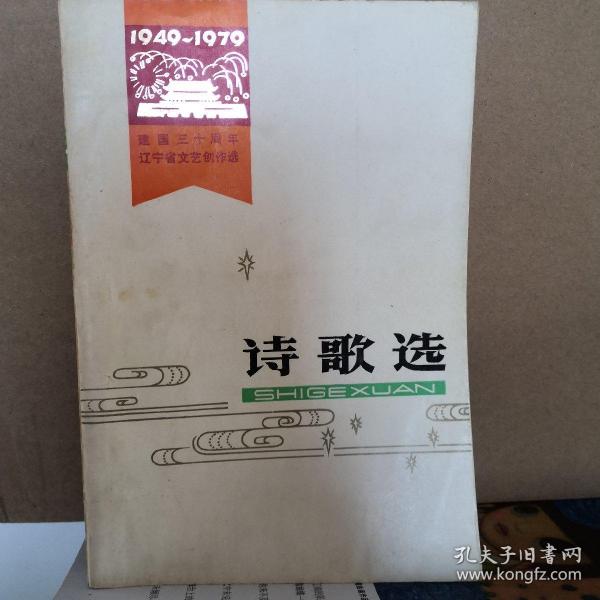 1949~1979
建国三十周年
辽宁省文艺创作选
诗歌选
SHIGEXUAN
孔夫子旧书网
www.kongfz.com